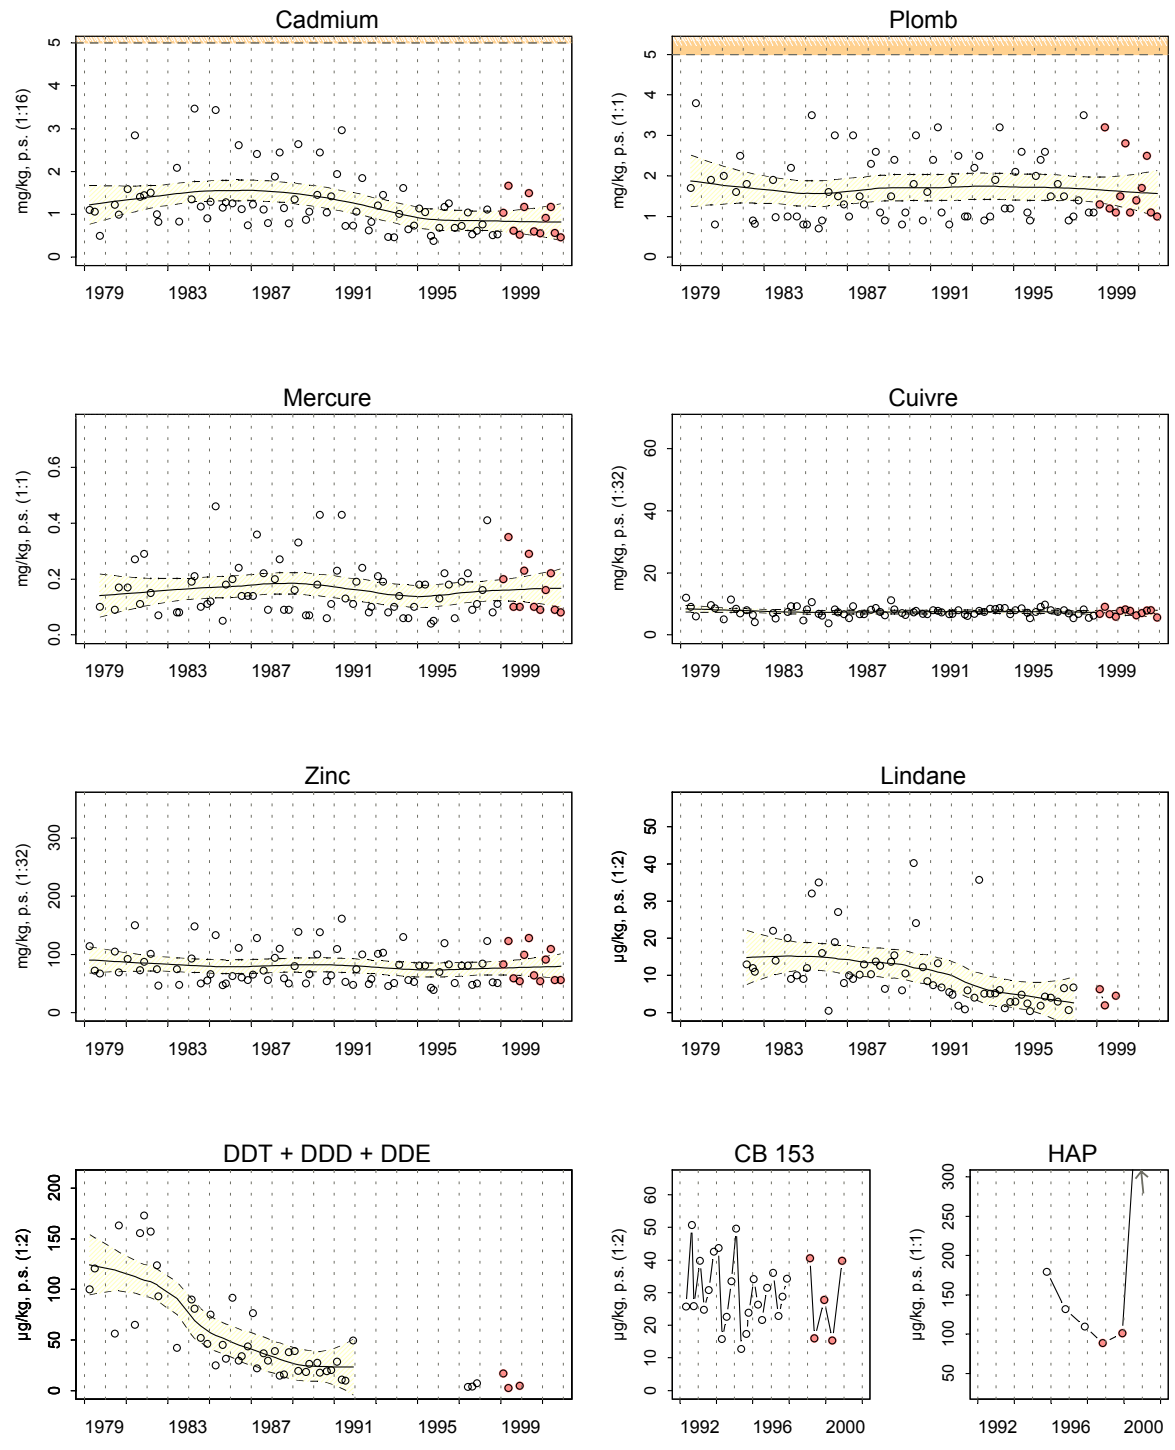 Cadmium
mg/kg, p.s. (1:16)
5
4
3
2
1
0
1979 1983 1987 1991 1995 1999
Plomb
mg/kg, p.s. (1:1)
5
4
3
2
1
0
1979 1983 1987 1991 1995 1999
Mercure
mg/kg, p.s. (1:1)
0.6
0.4
0.2
0.0
1979 1983 1987 1991 1995 1999
Cuivre
mg/kg, p.s. (1:32)
60
40
20
0
1979 1983 1987 1991 1995 1999
Zinc
mg/kg, p.s. (1:32)
300
200
100
0
1979 1983 1987 1991 1995 1999
Lindane
µg/kg, p.s. (1:2)
50
40
30
20
10
0
1979 1983 1987 1991 1995 1999
DDT + DDD + DDE
µg/kg, p.s. (1:2)
200
150
100
50
0
1979 1983 1987 1991 1995 1999
CB 153
µg/kg, p.s. (1:2)
60
50
40
30
20
10
0
1992 1996 2000
HAP
µg/kg, p.s. (1:1)
300
250
200
150
100
50
1992 1996 2000